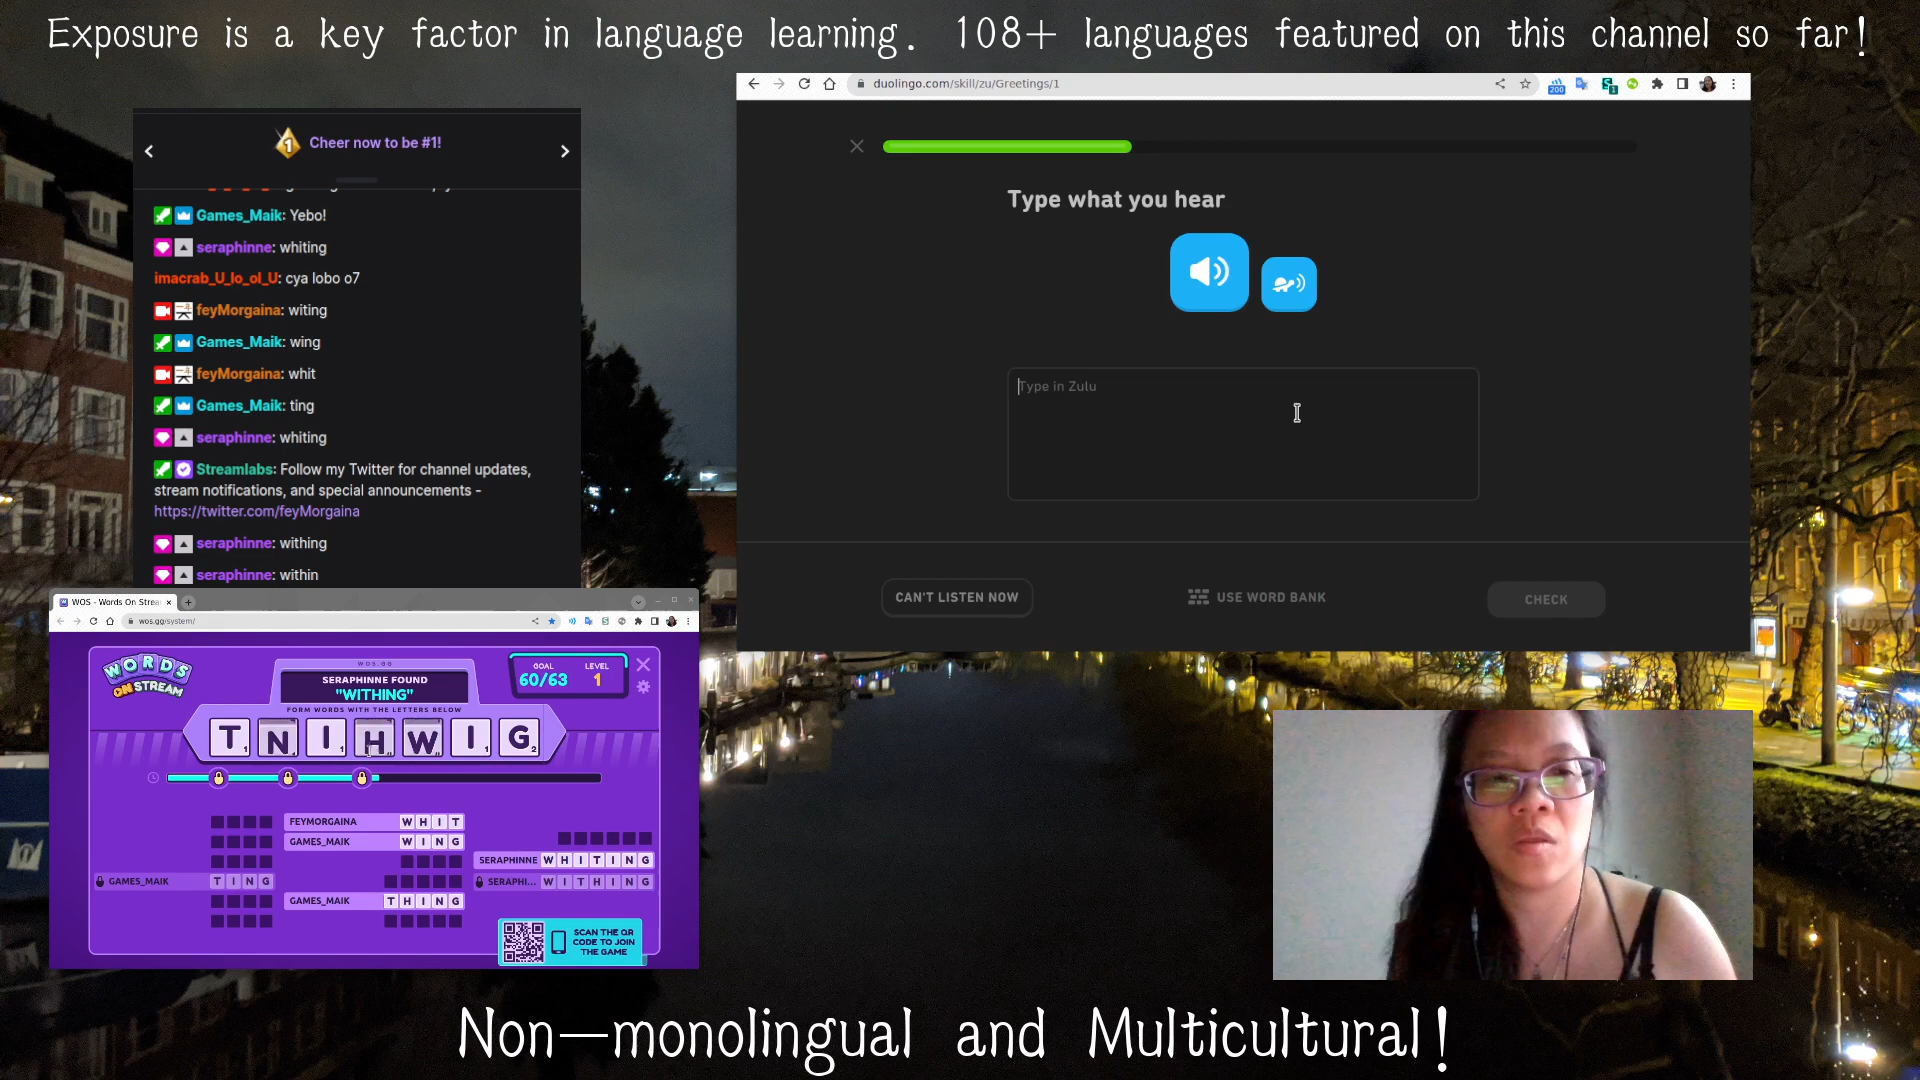 Exposure is a key factor in language learning. 108+ languages featured on this channel so far!
Cheer now to be #1!
Games_Maik: Yebo!
seraphinne: whiting
imacrab_U_lo_ol_U: cya lobo o7
feyMorgaina: witing
Games_Maik: wing
feyMorgaina: whit
Games_Maik: ting
seraphinne: whiting
Streamlabs: Follow my Twitter for channel updates,
stream notifications, and special announcements -
https://twitter.com/feyMorgaina
seraphinne: withing
seraphinne: within
duolingo.com/skill/zu/Greetings/1
200
1
Type what you hear
Type in Zulu
CAN'T LISTEN NOW
USE WORD BANK
CHECK
WOS - Words On Strea
wos.gg/system/
WORDS
ON STREAM
WOS.GG
SERAPHINNE FOUND
"WITHING"
FORM WORDS WITH THE LETTERS BELOW
GOAL
60/63
LEVEL
1
T N I H W I G
FEYMORGAINA WHIT
GAMES_MAIK WING
SERAPHINNE WHITING
GAMES_MAIK TING
SERAPHI... WITHING
GAMES_MAIK THING
SCAN THE QR
CODE TO JOIN
THE GAME
Non-monolingual and Multicultural!